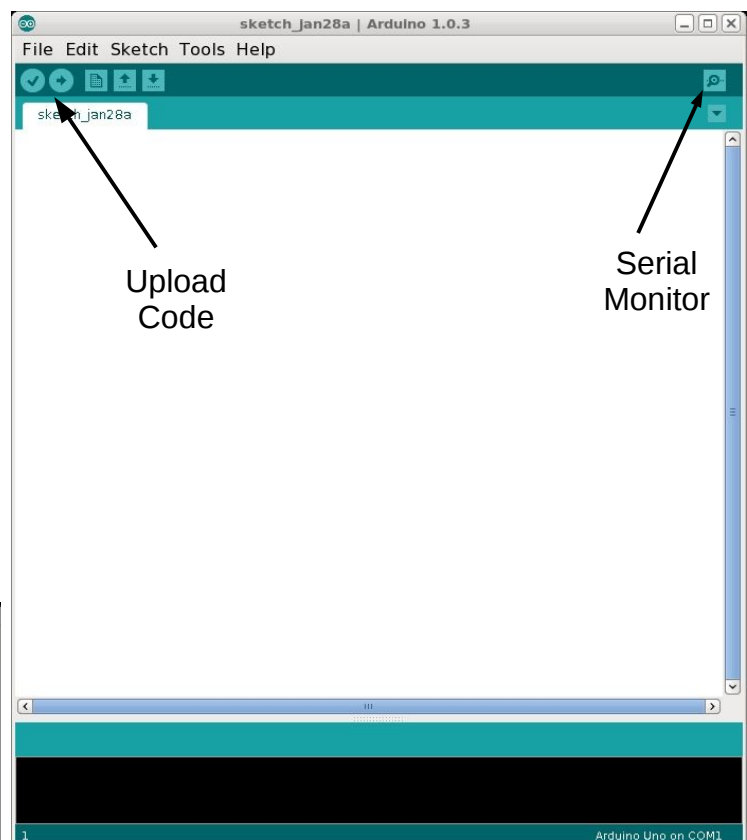 sketch_jan28a | Arduino 1.0.3
File Edit Sketch Tools Help
sketch_jan28a
Upload
Code
Serial
Monitor
1
Arduino Uno on COM1